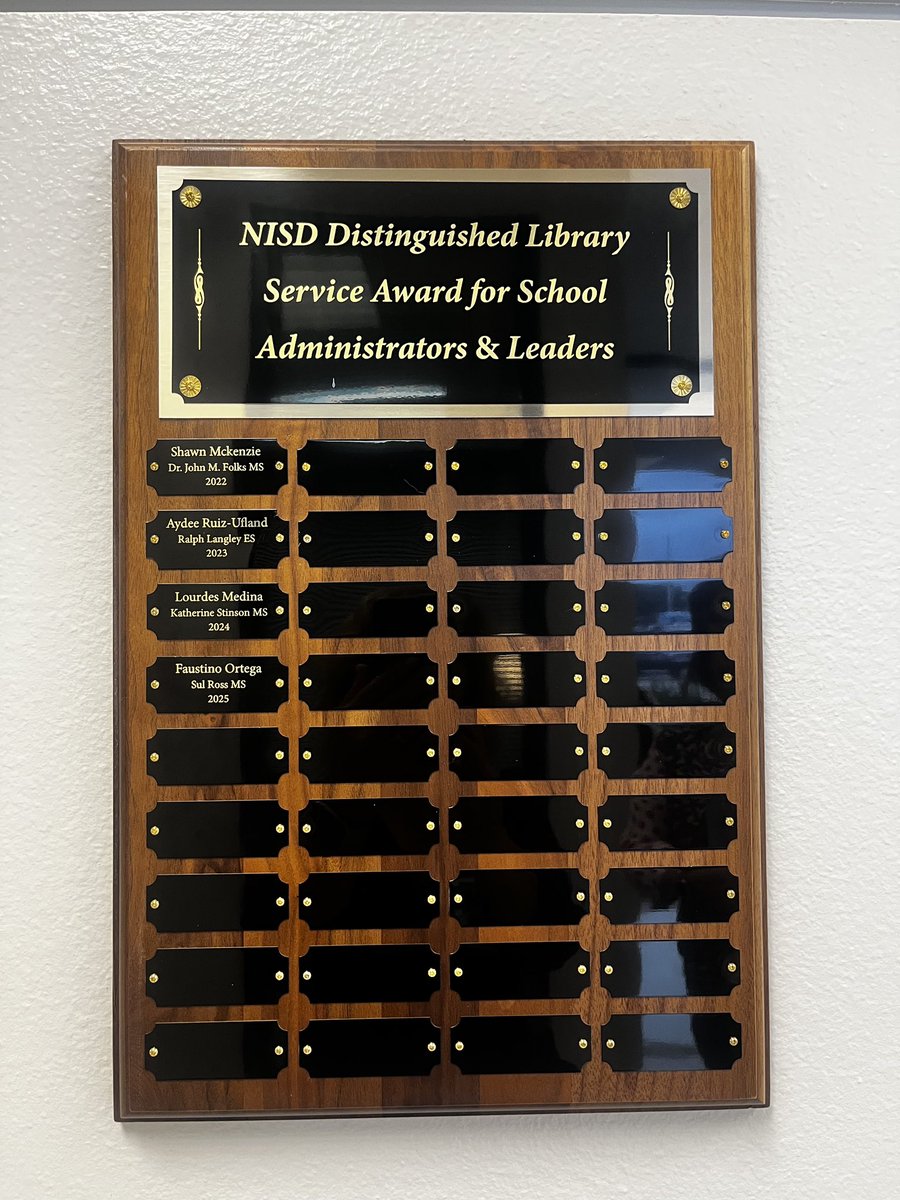 NISD Distinguished Library
Service Award for School
Administrators & Leaders
Shawn Mckenzie
Dr. John M. Folks MS
2022
Aydee Ruiz-Ufland
Ralph Langley ES
2023
Lourdes Medina
Katherine Stinson MS
2024
Faustino Ortega
Sul Ross MS
2025